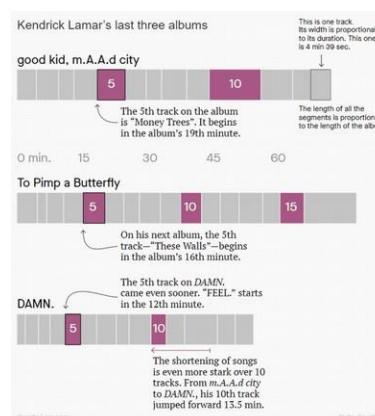 Kendrick Lamar's last three albums
This is one track.
Its width is proportional
to its duration. This one
is 4 min 39 sec.
good kid, m.A.A.d city
5
10
The 5th track on the album
is “Money Trees”. It begins
in the album's 19th minute.
The length of all the
segments is proportion
to the length of the albu
0 min.
15
30
45
60
To Pimp a Butterfly
5
10
15
On his next album, the 5th
track—“These Walls”—begins
in the album's 16th minute.
The 5th track on DAMN.
came even sooner. “FEEL.” starts
in the 12th minute.
DAMN.
5
10
The shortening of songs
is even more stark over 10
tracks. From m.A.A.d city
to DAMN., his 10th track
jumped forward 13.5 min.